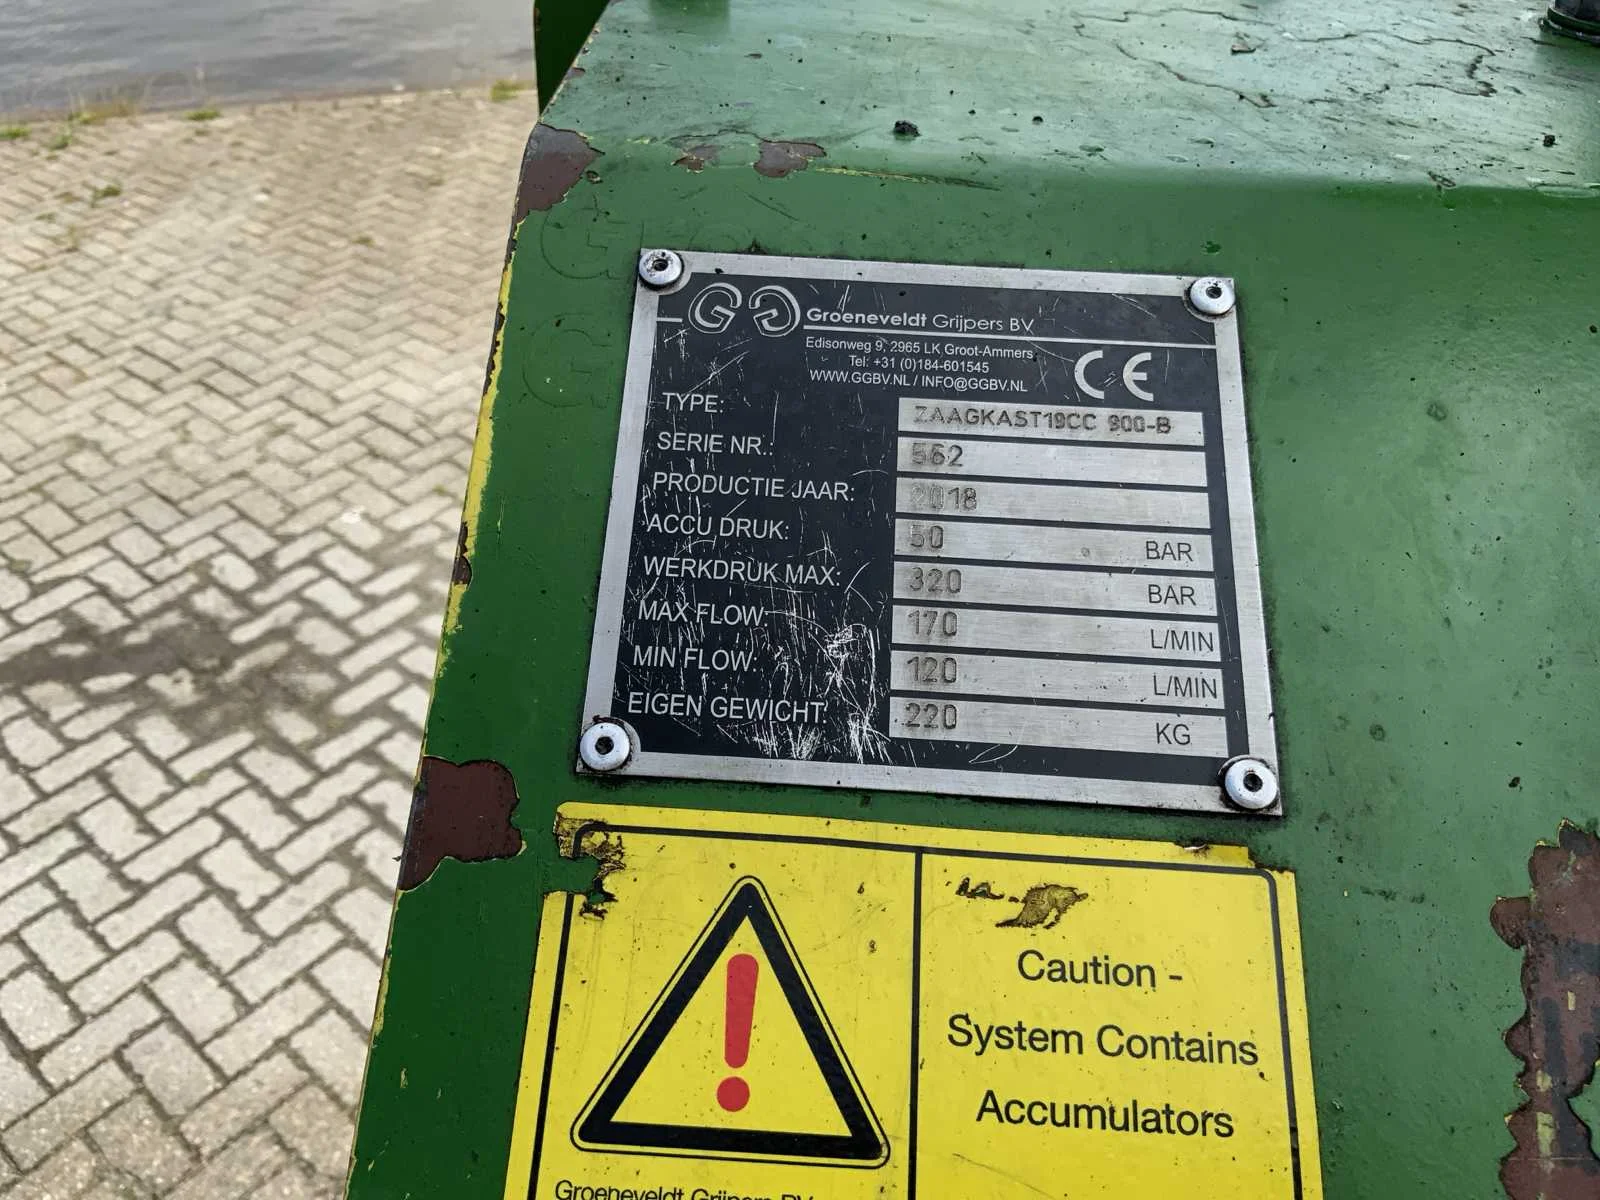 GG Groeneveldt Grijpers BV
Edisonweg 9, 2965 LK Groot-Ammers
Tel: +31 (0)184-601545
WWW.GGBV.NL / INFO@GGBV.NL
CE
TYPE: ZAAGKAST19CC 900-B
SERIE NR.: 562
PRODUCTIE JAAR: 2018
ACCU DRUK: 50 BAR
WERKDRUK MAX: 320 BAR
MAX FLOW: 170 L/MIN
MIN FLOW: 120 L/MIN
EIGEN GEWICHT: 220 KG
Caution -
System Contains
Accumulators
Groeneveldt Grijpers BV